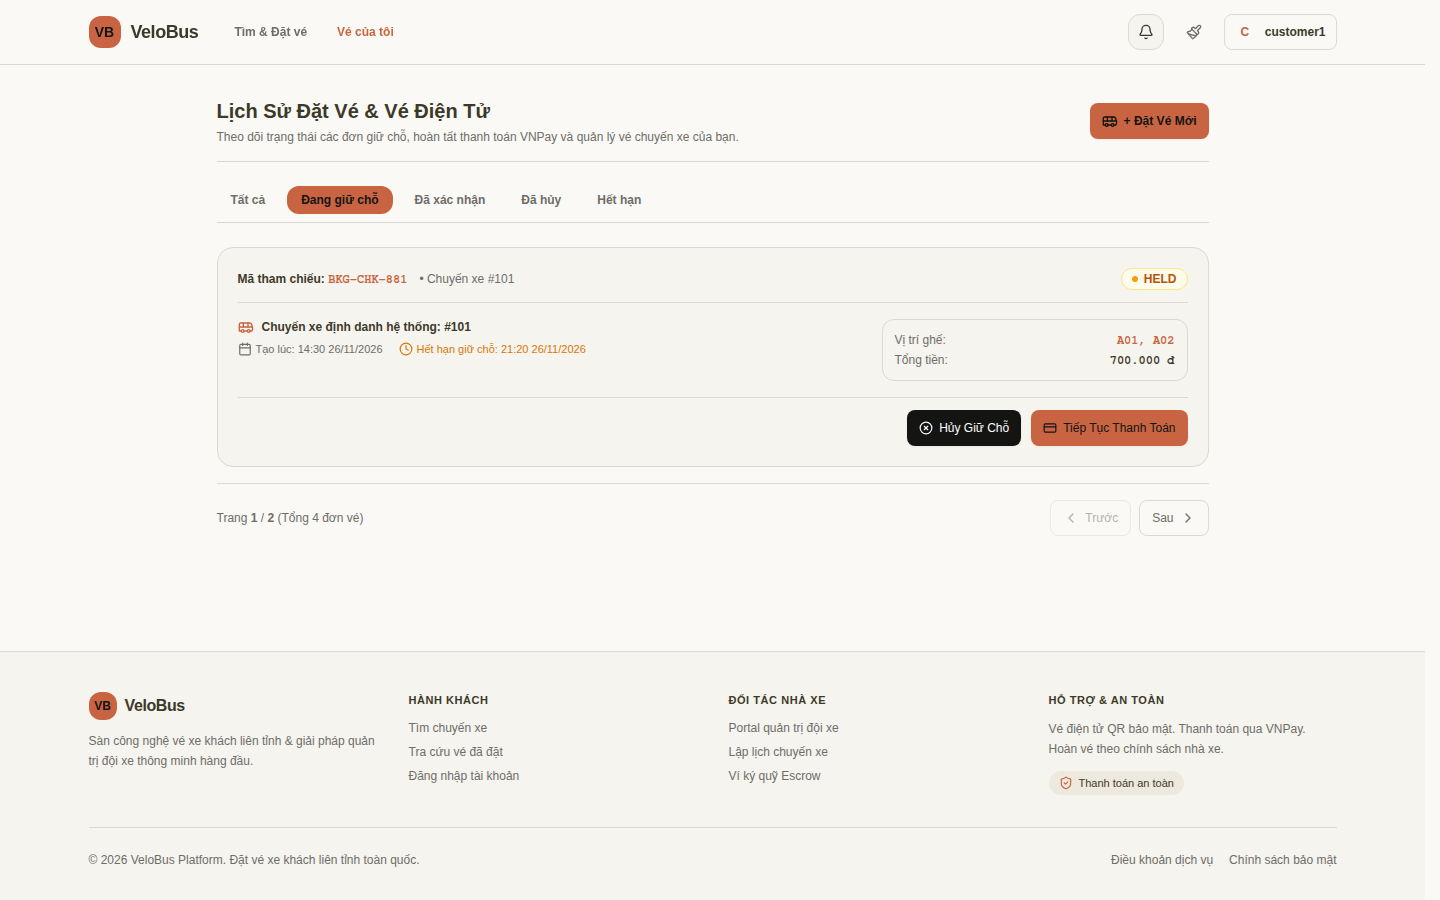 VB VeloBus Tìm & Đặt vé Vé của tôi C customer1
Lịch Sử Đặt Vé & Vé Điện Tử
Theo dõi trạng thái các đơn giữ chỗ, hoàn tất thanh toán VNPay và quản lý vé chuyến xe của bạn.
+ Đặt Vé Mới
Tất cả Đang giữ chỗ Đã xác nhận Đã hủy Hết hạn
Mã tham chiếu: BKG-CHK-881 • Chuyến xe #101 HELD
Chuyến xe định danh hệ thống: #101
Tạo lúc: 14:30 26/11/2026 Hết hạn giữ chỗ: 21:20 26/11/2026
Vị trí ghế: A01, A02
Tổng tiền: 700.000 đ
Hủy Giữ Chỗ Tiếp Tục Thanh Toán
Trang 1 / 2 (Tổng 4 đơn vé) Trước Sau
VB VeloBus
Sàn công nghệ vé xe khách liên tỉnh & giải pháp quản
trị đội xe thông minh hàng đầu.
HÀNH KHÁCH
Tìm chuyến xe
Tra cứu vé đã đặt
Đăng nhập tài khoản
ĐỐI TÁC NHÀ XE
Portal quản trị đội xe
Lập lịch chuyến xe
Ví ký quỹ Escrow
HỖ TRỢ & AN TOÀN
Vé điện tử QR bảo mật. Thanh toán qua VNPay.
Hoàn vé theo chính sách nhà xe.
Thanh toán an toàn
© 2026 VeloBus Platform. Đặt vé xe khách liên tỉnh toàn quốc.
Điều khoản dịch vụ Chính sách bảo mật